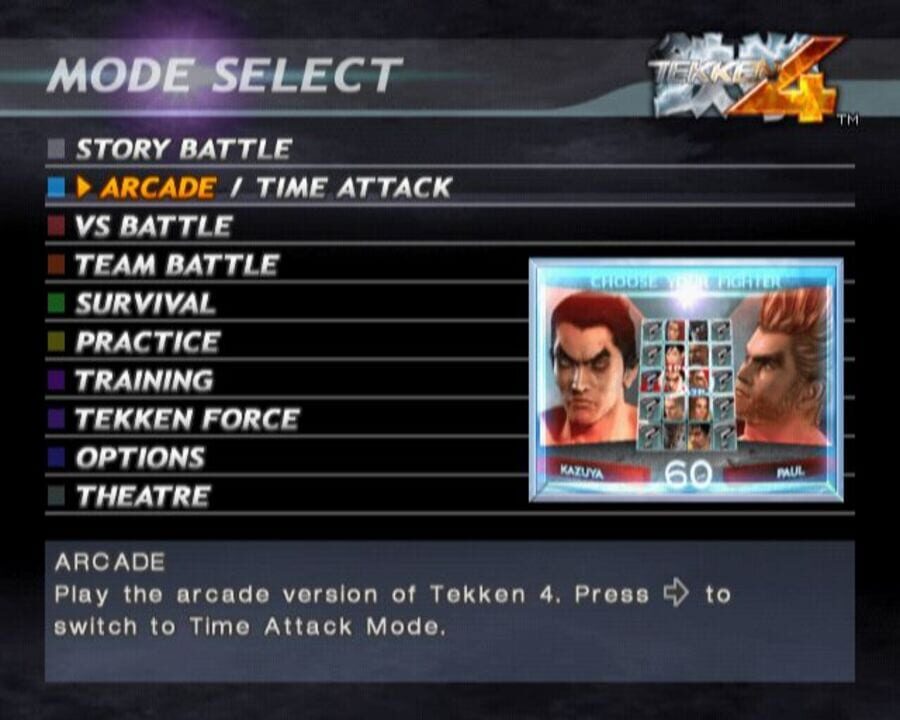 MODE SELECT
TEKKEN 4 TM
STORY BATTLE
ARCADE / TIME ATTACK
VS BATTLE
TEAM BATTLE
SURVIVAL
PRACTICE
TRAINING
TEKKEN FORCE
OPTIONS
THEATRE
CHOOSE YOUR FIGHTER
KAZUYA 60 PAUL
ARCADE
Play the arcade version of Tekken 4. Press ⇨ to
switch to Time Attack Mode.